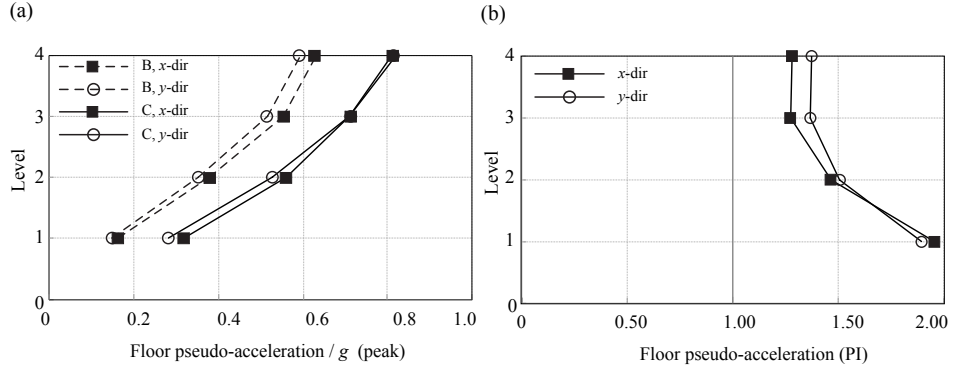 (a)
4
3
2
1
0
Level
B, x-dir
B, y-dir
C, x-dir
C, y-dir
0 0.2 0.4 0.6 0.8 1.0
Floor pseudo-acceleration / g (peak)
(b)
4
3
2
1
0
Level
x-dir
y-dir
0 0.50 1.00 1.50 2.00
Floor pseudo-acceleration (PI)